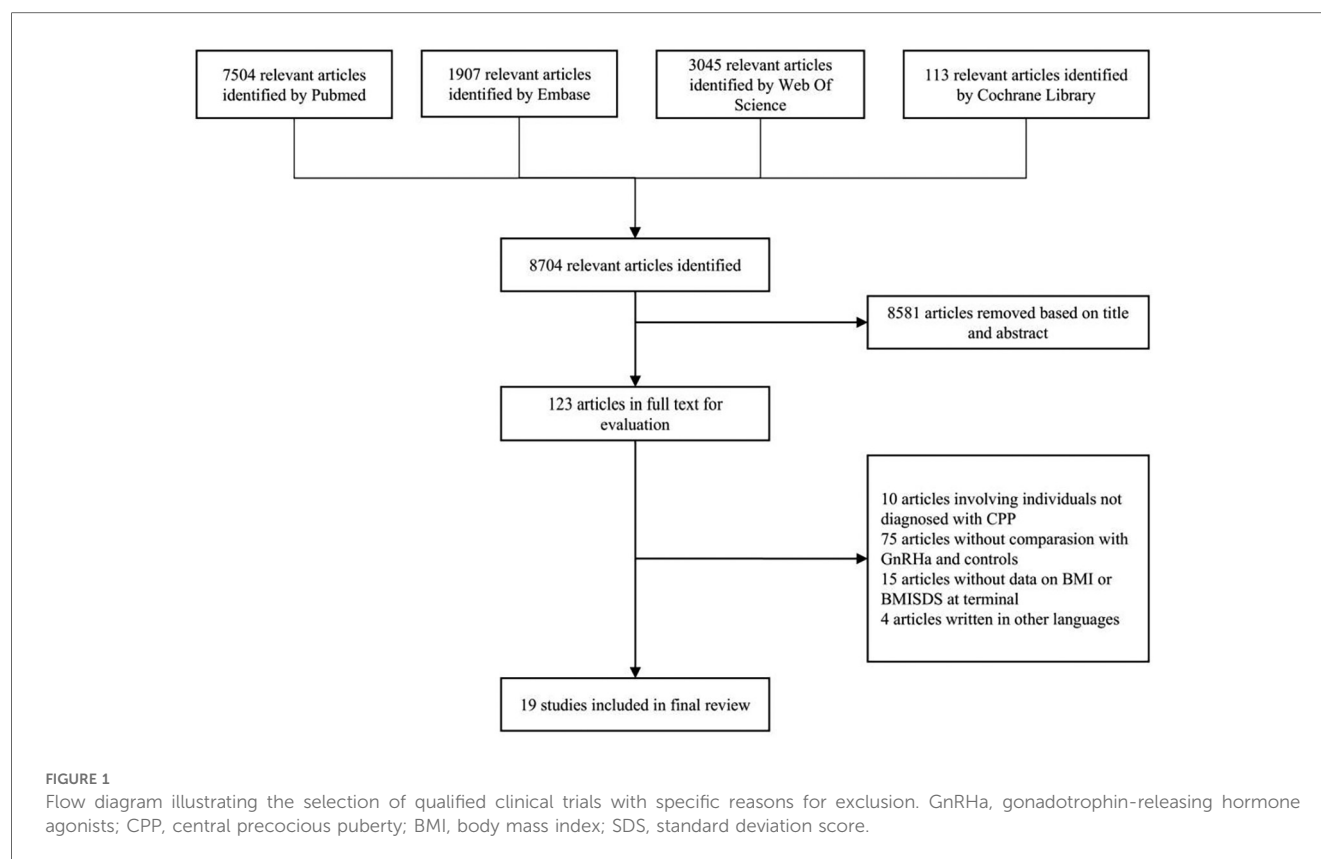 7504 relevant articles
identified by Pubmed
1907 relevant articles
identified by Embase
3045 relevant articles
identified by Web Of
Science
113 relevant articles identified
by Cochrane Library
8704 relevant articles identified
8581 articles removed based on title
and abstract
123 articles in full text for
evaluation
10 articles involving individuals not
diagnosed with CPP
75 articles without comparasion with
GnRHa and controls
15 articles without data on BMI or
BMISDS at terminal
4 articles written in other languages
19 studies included in final review
FIGURE 1
Flow diagram illustrating the selection of qualified clinical trials with specific reasons for exclusion. GnRHa, gonadotrophin-releasing hormone
agonists; CPP, central precocious puberty; BMI, body mass index; SDS, standard deviation score.